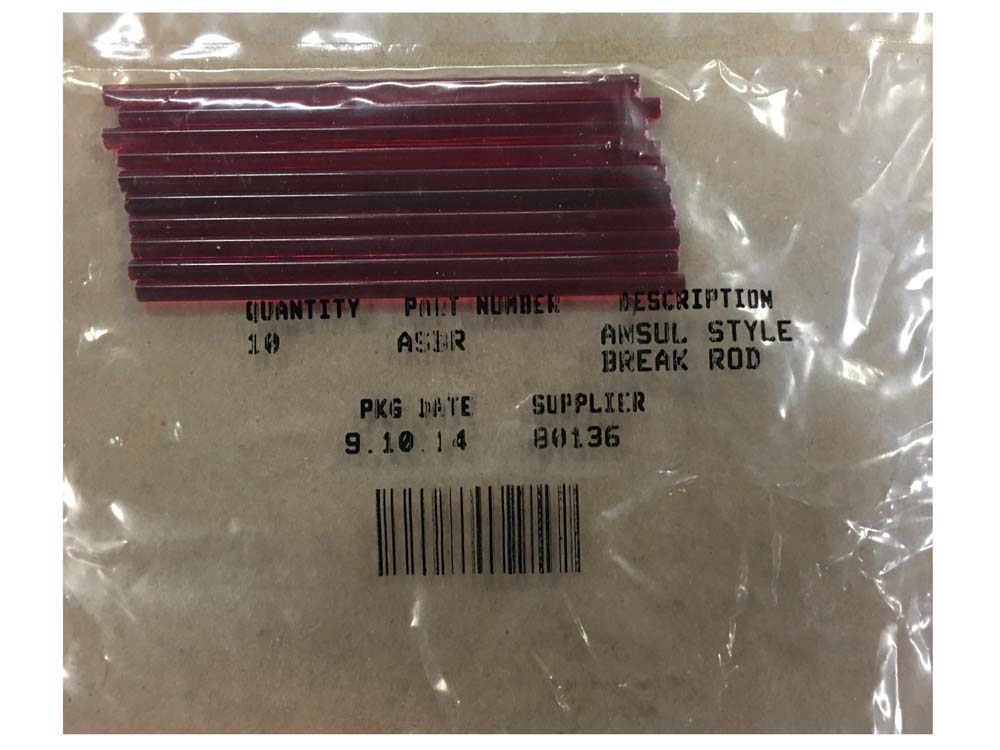 QUANTITY PART NUMBER DESCRIPTION
10 ASBR ANSUL STYLE
BREAK ROD
PKG DATE SUPPLIER
9.10.14 80136